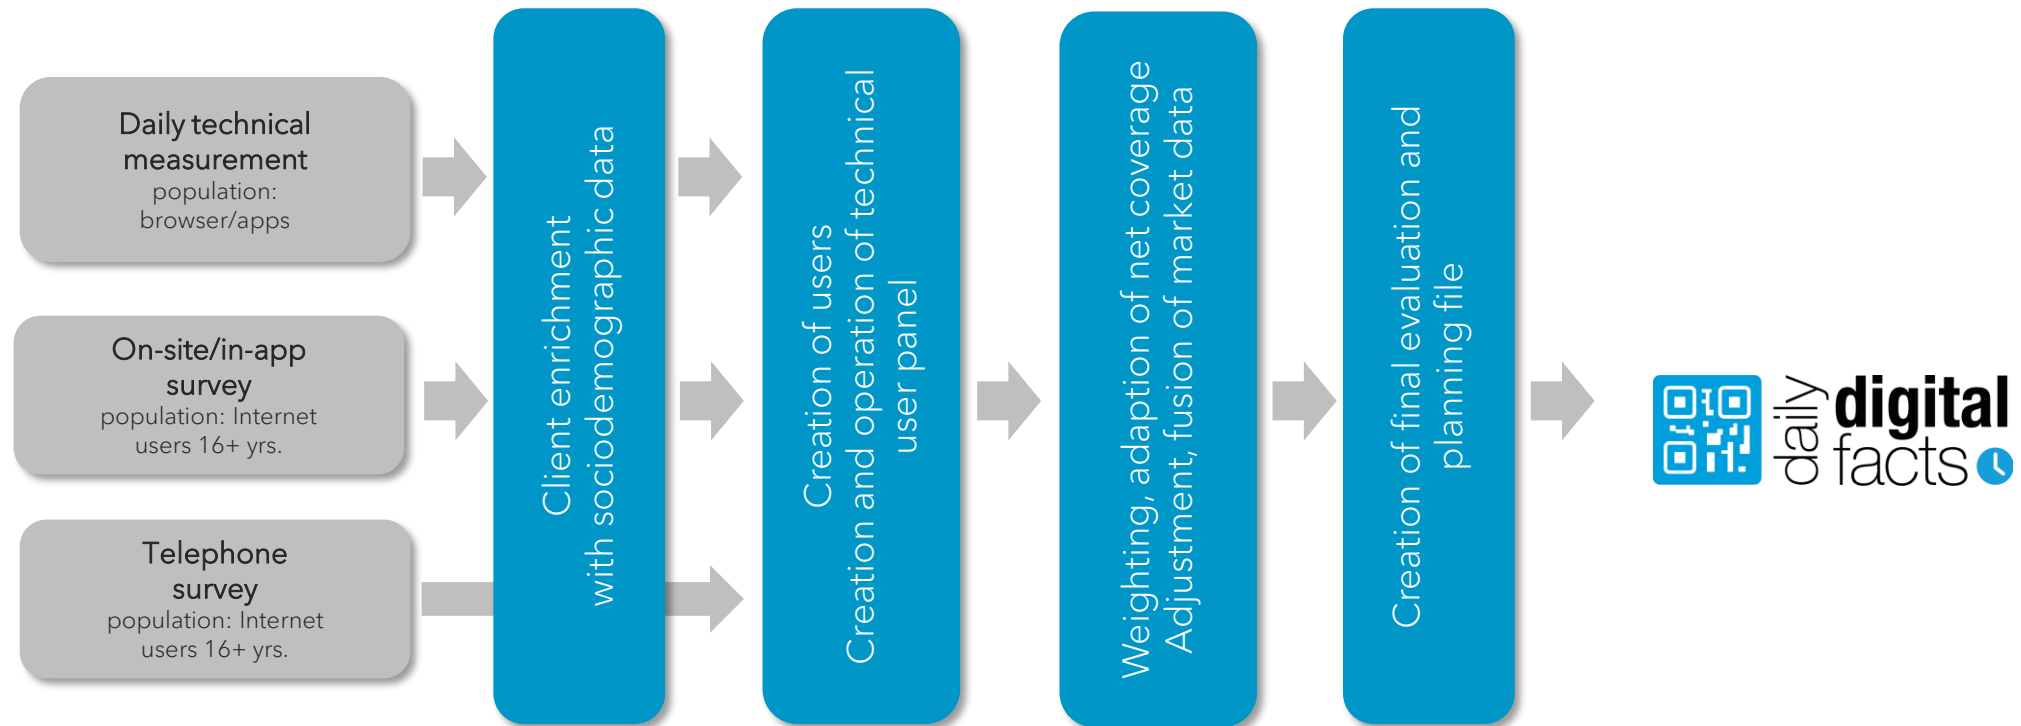 Daily technical
measurement
population:
browser/apps
On-site/in-app
survey
population: Internet
users 16+ yrs.
Telephone
survey
population: Internet
users 16+ yrs.
Client enrichment
with sociodemographic data
Creation of users
Creation and operation of technical
user panel
Weighting, adaption of net coverage
Adjustment, fusion of market data
Creation of final evaluation and
planning file
daily
digital
facts